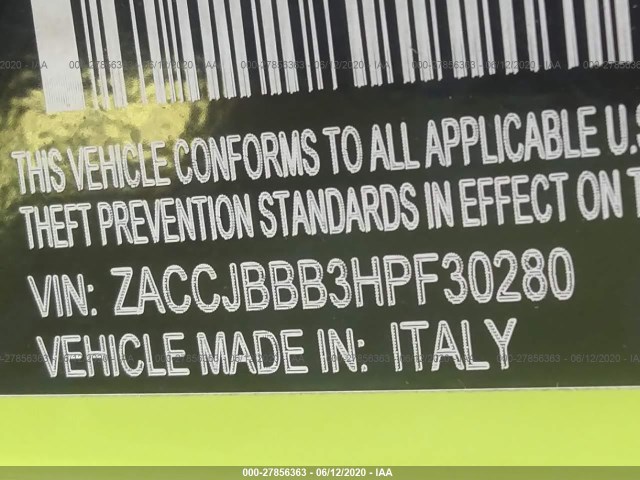 THIS VEHICLE CONFORMS TO ALL APPLICABLE U.S
THEFT PREVENTION STANDARDS IN EFFECT ON T
VIN: ZACCJBBB3HPF30280
VEHICLE MADE IN: ITALY
000-27856363 - 06/12/2020 - IAA